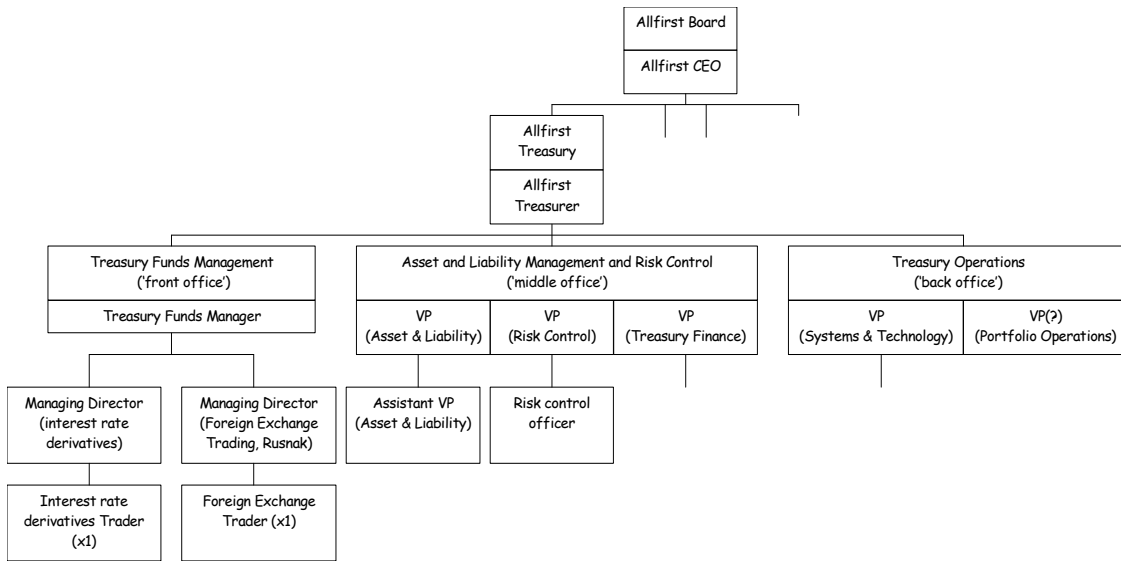 Allfirst Board
Allfirst CEO
Allfirst
Treasury
Allfirst
Treasurer
Treasury Funds Management
(‘front office’)
Treasury Funds Manager
Asset and Liability Management and Risk Control
(‘middle office’)
VP
(Asset & Liability)
VP
(Risk Control)
VP
(Treasury Finance)
Treasury Operations
(‘back office’)
VP
(Systems & Technology)
VP(?)
(Portfolio Operations)
Managing Director
(interest rate
derivatives)
Managing Director
(Foreign Exchange
Trading, Rusnak)
Assistant VP
(Asset & Liability)
Risk control
officer
Interest rate
derivatives Trader
(x1)
Foreign Exchange
Trader (x1)